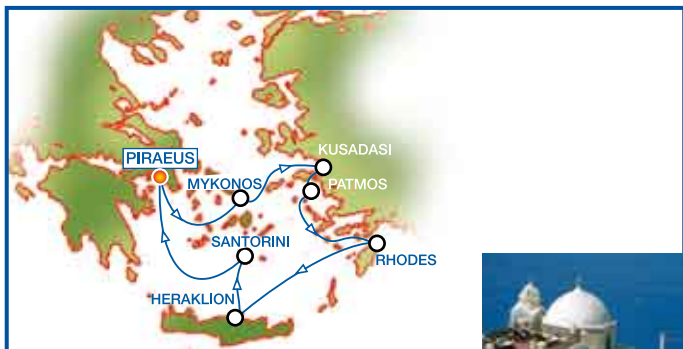 KUSADASI
PIRAEUS
PATMOS
MYKONOS
SANTORINI
RHODES
HERAKLION